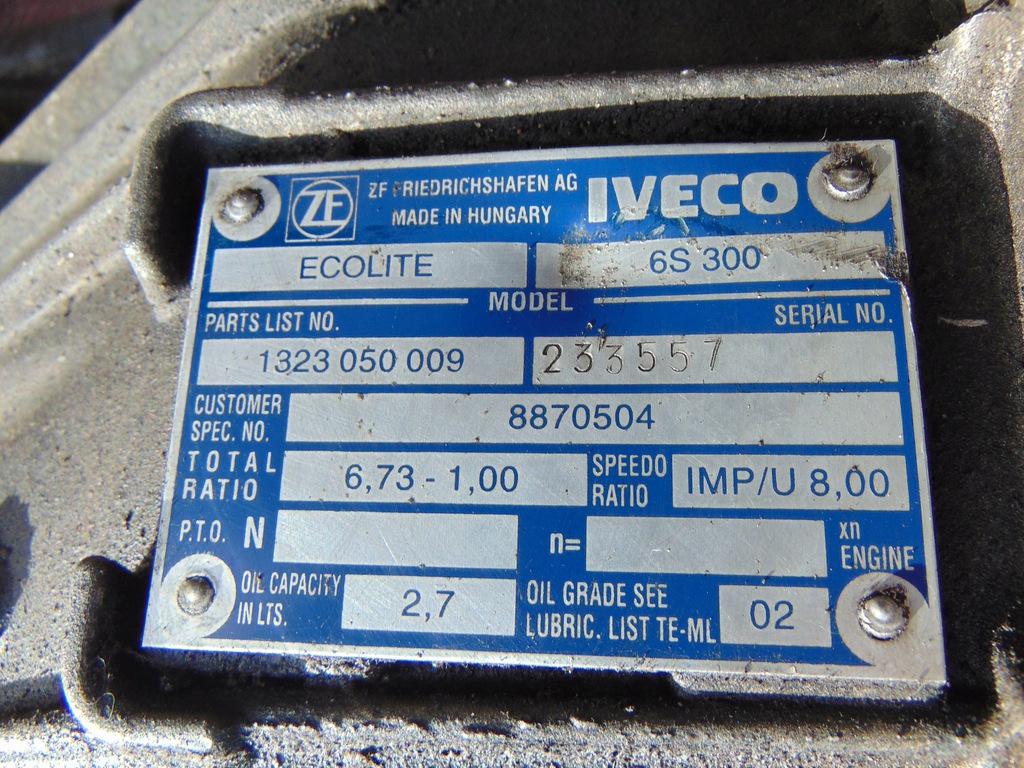 ZF
ZF FRIEDRICHSHAFEN AG
MADE IN HUNGARY
IVECO
ECOLITE
6S 300
MODEL
PARTS LIST NO.
SERIAL NO.
1323 050 009
233557
CUSTOMER
SPEC. NO.
8870504
TOTAL
RATIO
6,73 - 1,00
SPEEDO
RATIO
IMP/U 8,00
P.T.O. N
n=
xn
ENGINE
OIL CAPACITY
IN LTS.
2,7
OIL GRADE SEE
LUBRIC. LIST TE-ML
02